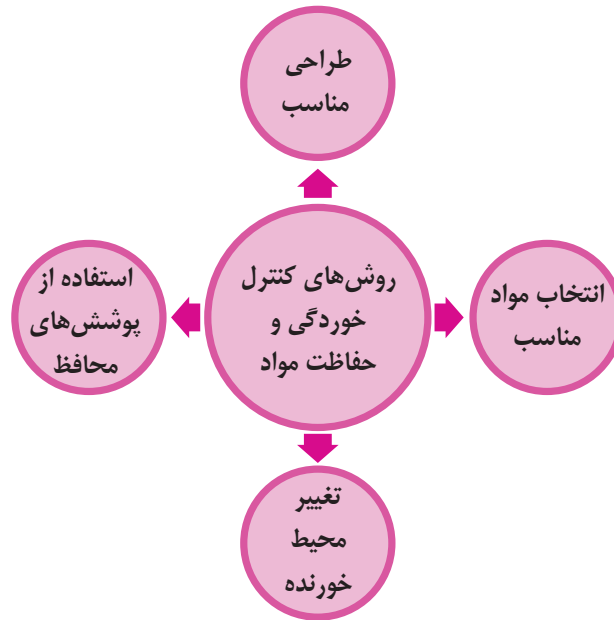 طراحی
مناسب
روش‌های کنترل
خوردگی و
حفاظت مواد
انتخاب مواد
مناسب
استفاده از
پوشش‌های
محافظ
تغییر
محیط
خورنده